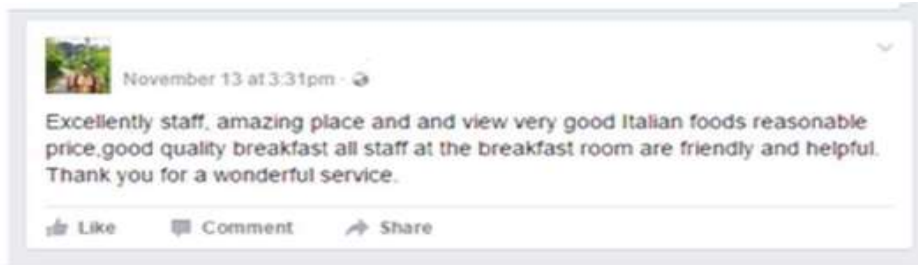 November 13 at 3:31pm ·
Excellently staff, amazing place and and view very good Italian foods reasonable
price,good quality breakfast all staff at the breakfast room are friendly and helpful.
Thank you for a wonderful service.
Like Comment Share